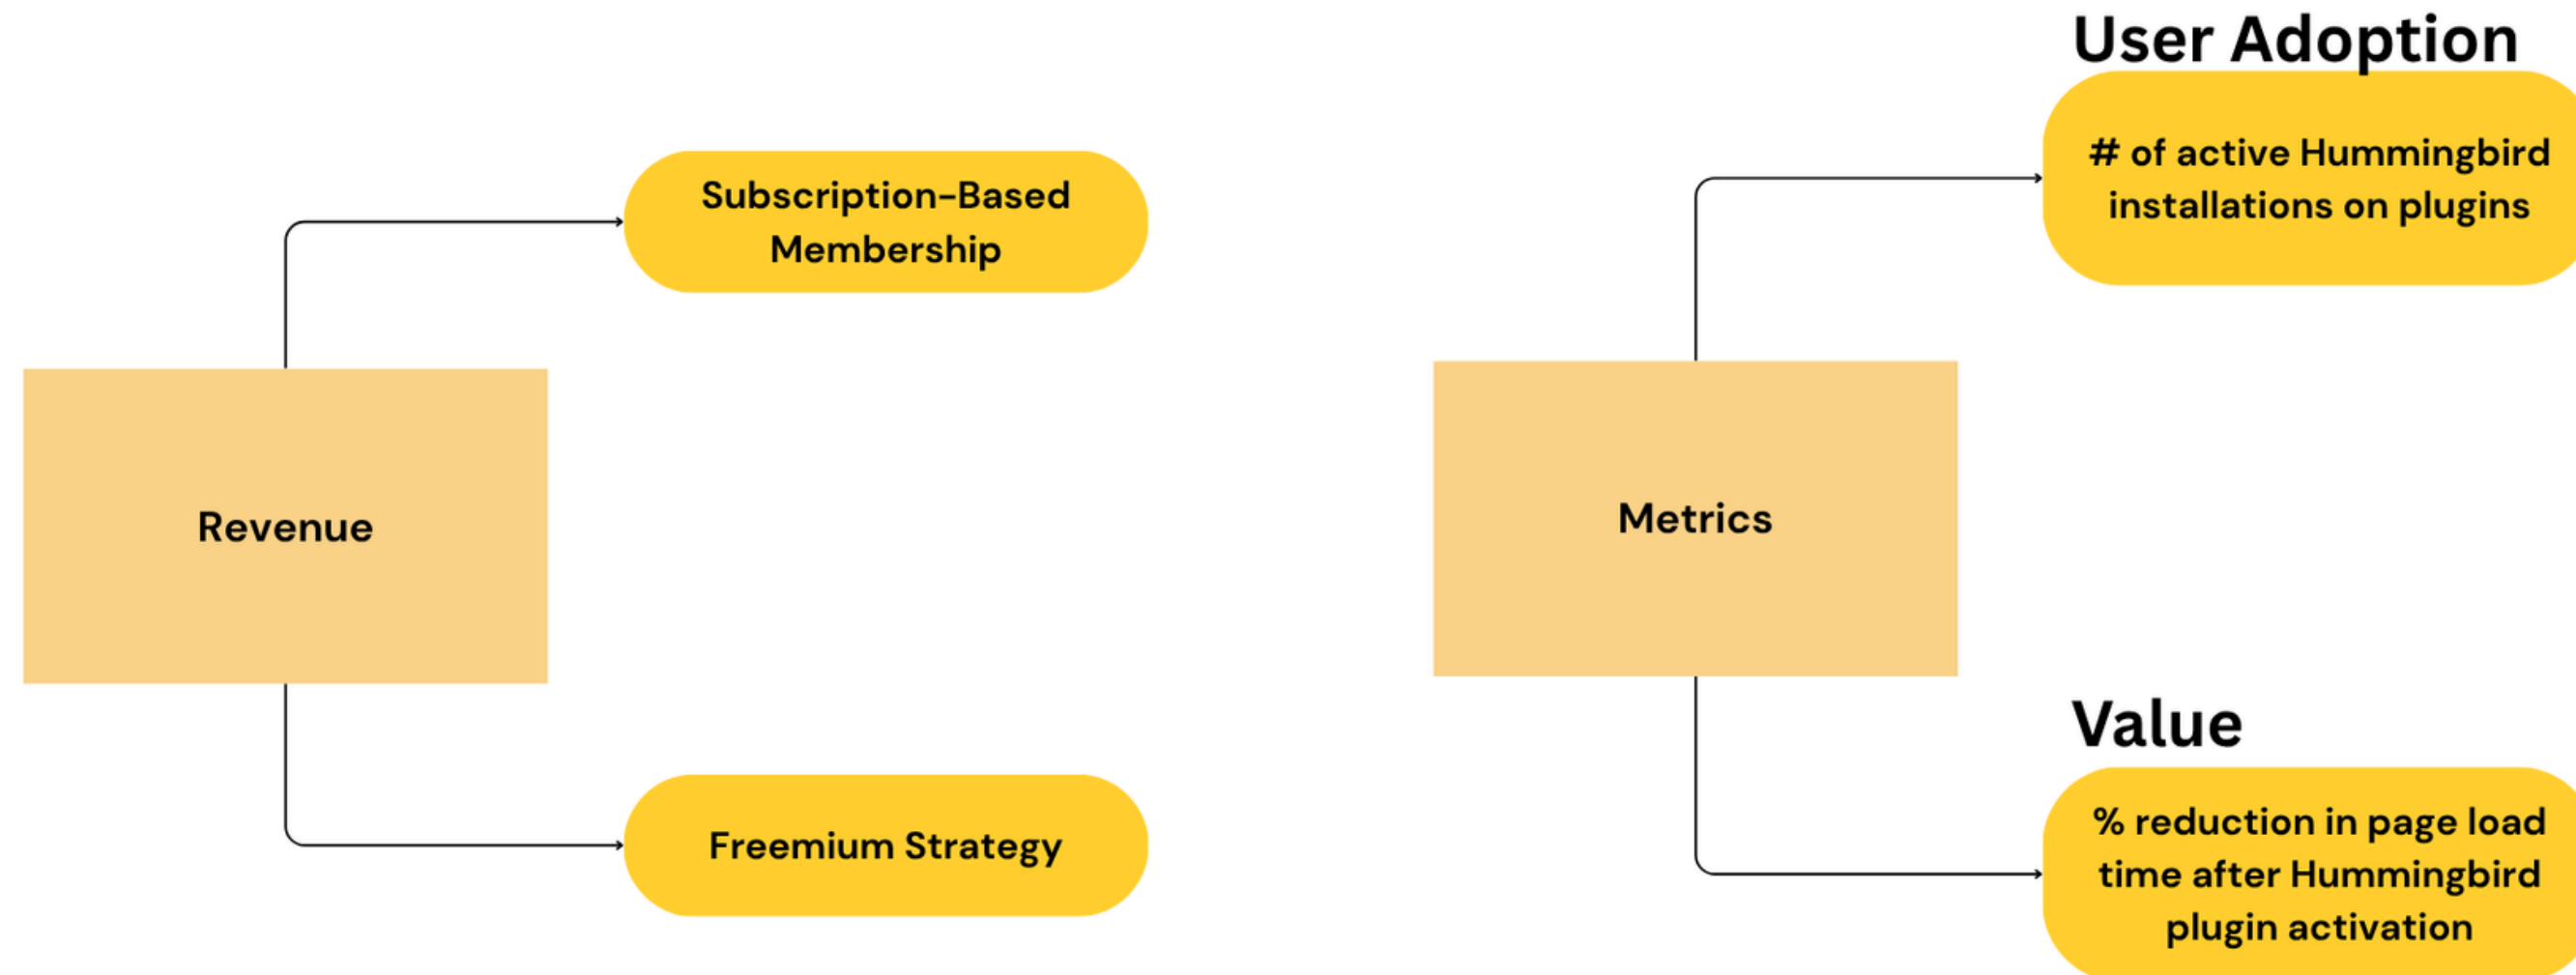 Subscription-Based
Membership
Revenue
Freemium Strategy
User Adoption
# of active Hummingbird
installations on plugins
Metrics
Value
% reduction in page load
time after Hummingbird
plugin activation